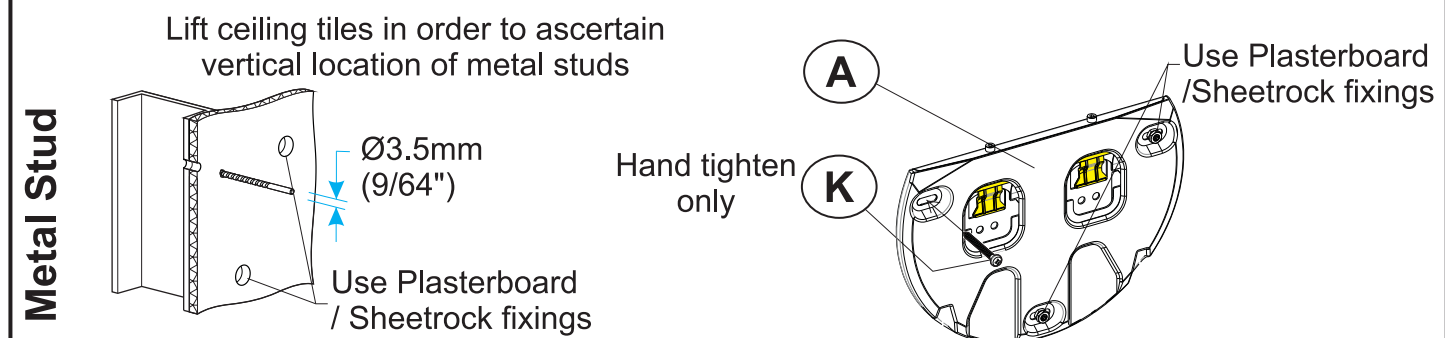 Metal Stud
Lift ceiling tiles in order to ascertain
vertical location of metal studs
Ø3.5mm
(9/64")
Use Plasterboard
/ Sheetrock fixings
Hand tighten
only
A
K
Use Plasterboard
/Sheetrock fixings